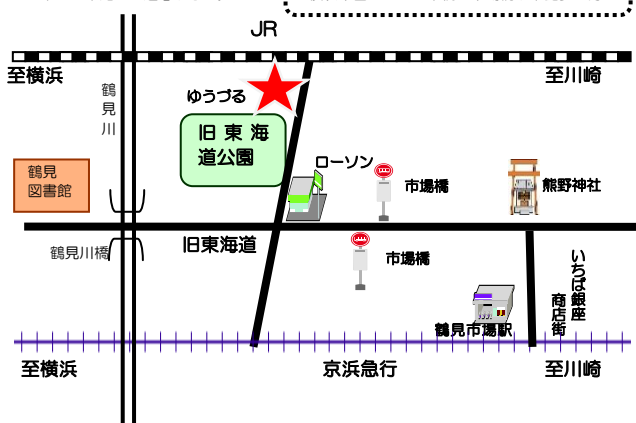 JR
至横浜
至川崎
鶴見川
ゆうづる
旧東海
道公園
ローソン
鶴見
図書館
市場橋
熊野神社
旧東海道
鶴見川橋
市場橋
いちば銀座
商店街
鶴見市場駅
至横浜
京浜急行
至川崎